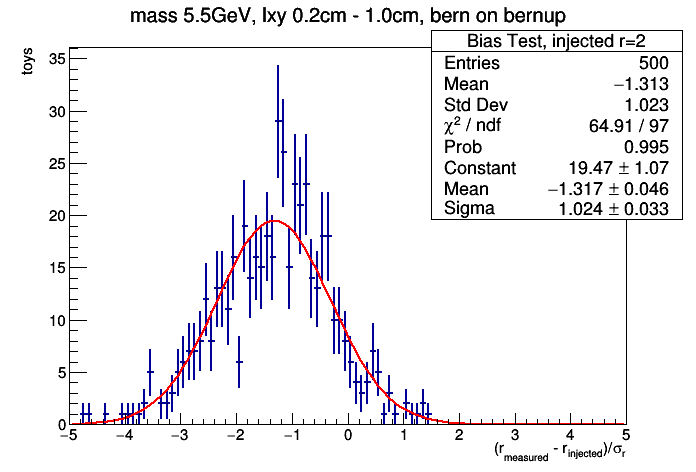 mass 5.5GeV, lxy 0.2cm - 1.0cm, bern on bernup
Bias Test, injected r=2
Entries 500
Mean −1.313
Std Dev 1.023
χ² / ndf 64.91 / 97
Prob 0.995
Constant 19.47 ± 1.07
Mean −1.317 ± 0.046
Sigma 1.024 ± 0.033
toys
35
30
25
20
15
10
5
0
−5 −4 −3 −2 −1 0 1 2 3 4 5
(r_measured - r_injected)/σ_r